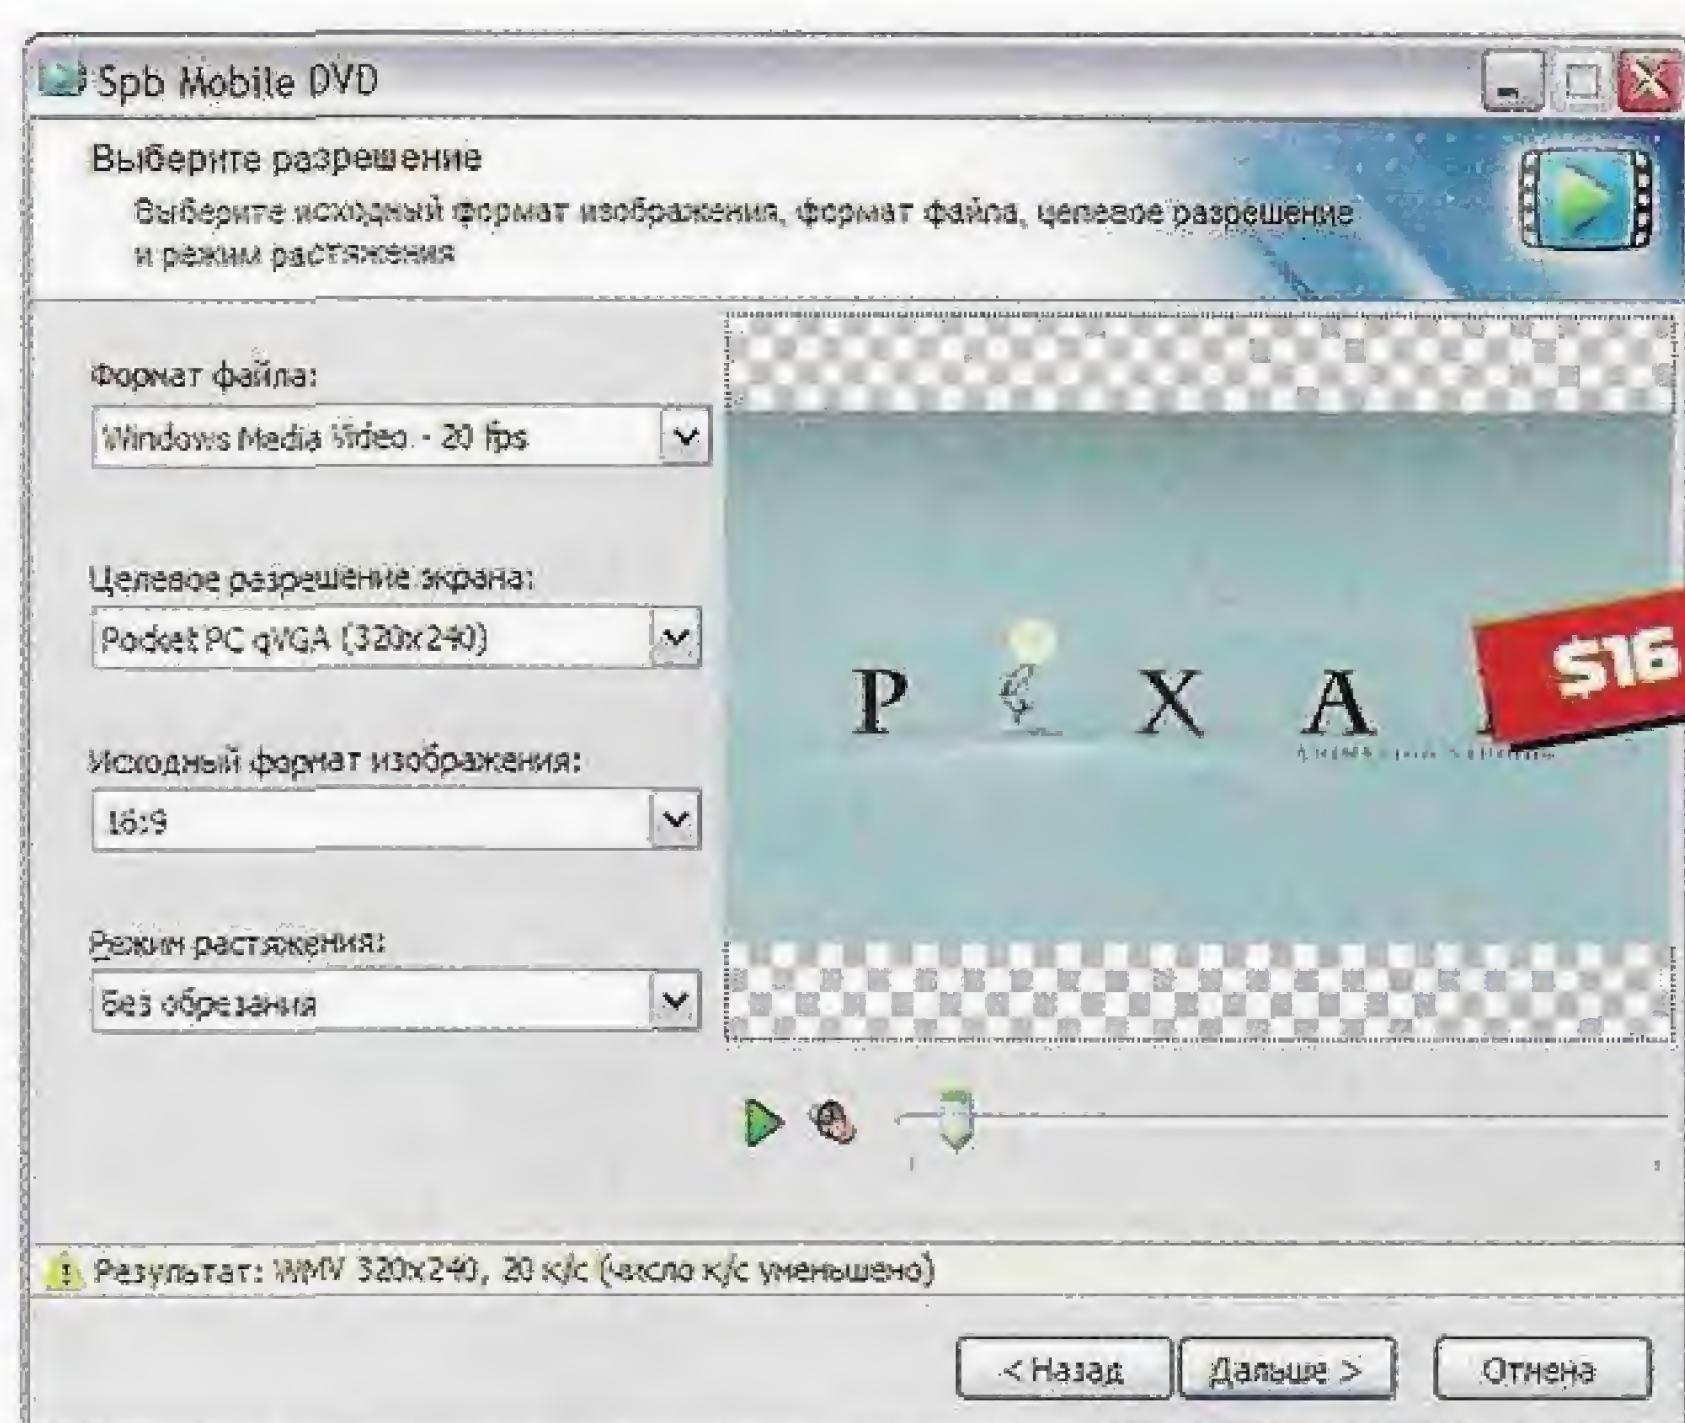 Spb Mobile DVD
Выберите разрешение
Выберите исходный формат изображения, формат файла, целевое разрешение
и режим растяжения
Формат файла:
Windows Media Video - 20 fps
Целевое разрешение экрана:
Pocket PC qVGA (320x240)
Исходный формат изображения:
16:9
Режим растяжения:
Без обрезания
P X A
$16
Результат: WMV 320x240, 20 к/с (число к/с уменьшено)
< Назад Дальше > Отмена